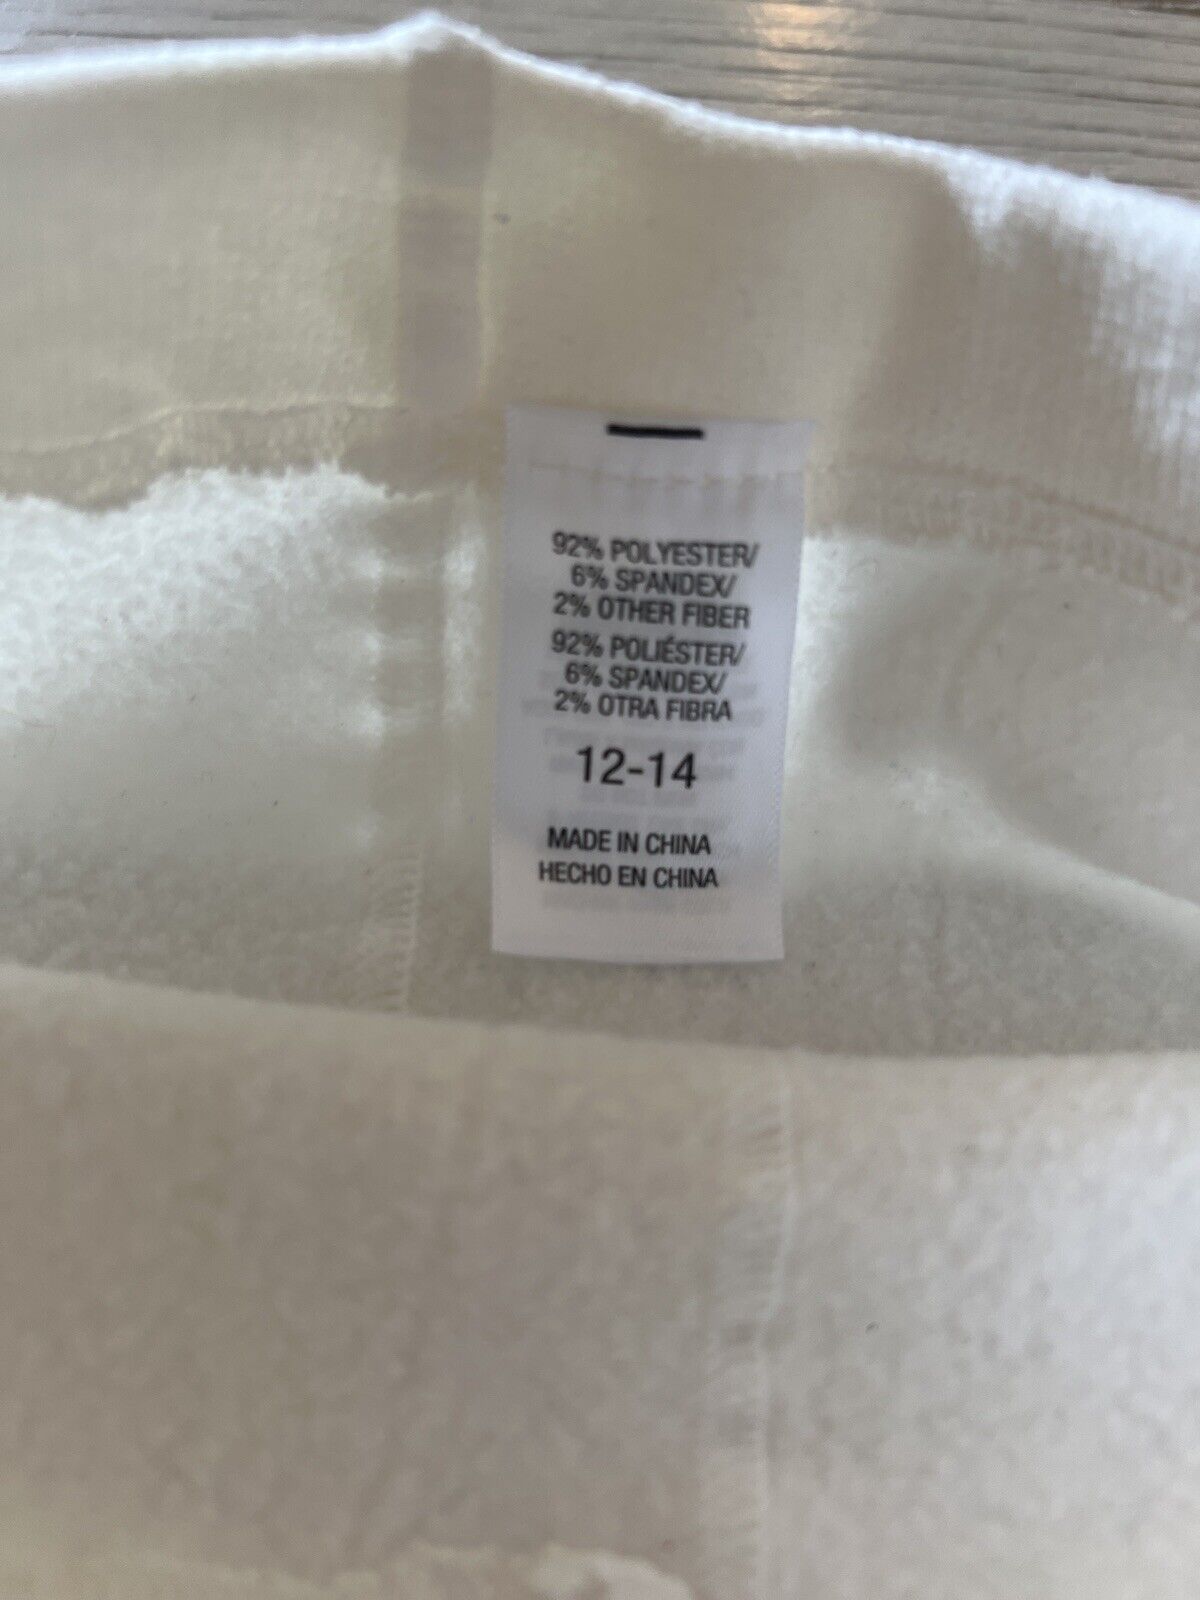 92% POLYESTER/
6% SPANDEX/
2% OTHER FIBER
92% POLIÉSTER/
6% SPANDEX/
2% OTRA FIBRA
12-14
MADE IN CHINA
HECHO EN CHINA